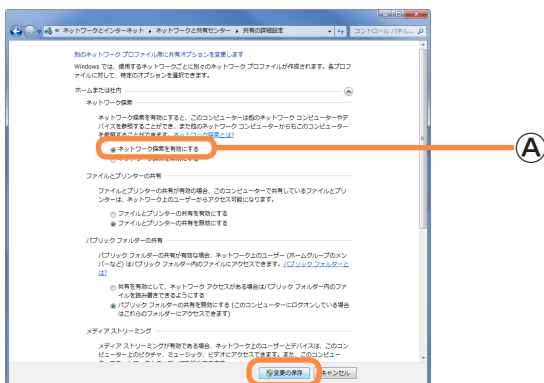 « ネットワークとインターネット ▸ ネットワークと共有センター ▸ 共有の詳細設定
コントロール パネル...
別のネットワーク プロファイル用に共有オプションを変更します
Windows では、使用するネットワークごとに別々のネットワーク プロファイルが作成されます。各プロフ
ァイルに対して、特定のオプションを選択できます。
ホームまたは社内
ネットワーク探索
ネットワーク探索を有効にすると、このコンピューターは他のネットワーク コンピューターやデ
バイスを参照することができ、また他のネットワーク コンピューターからもこのコンピューター
を参照することができます。ネットワーク探索とは?
ネットワーク探索を有効にする
Ⓐ
ファイルとプリンターの共有
ファイルとプリンターの共有が有効の場合、このコンピューターで共有しているファイルとプリ
ンターは、ネットワーク上のユーザーからアクセス可能になります。
ファイルとプリンターの共有を有効にする
ファイルとプリンターの共有を無効にする
パブリック フォルダーの共有
パブリック フォルダーの共有が有効な場合、ネットワーク上のユーザー (ホームグループのメン
バーなど) はパブリック フォルダー内のファイルにアクセスできます。パブリック フォルダーと
は?
共有を有効にして、ネットワーク アクセスがある場合はパブリック フォルダー内のファ
イルを読み書きできるようにする
パブリック フォルダーの共有を無効にする (このコンピューターにログオンしている場合
はこれらのフォルダーにアクセスできます)
メディア ストリーミング
メディア ストリーミングが有効である場合、ネットワーク上のユーザーとデバイスは、このコン
ピューター上のピクチャ、ミュージック、ビデオにアクセスできます。また、このコンピュー
変更の保存
キャンセル